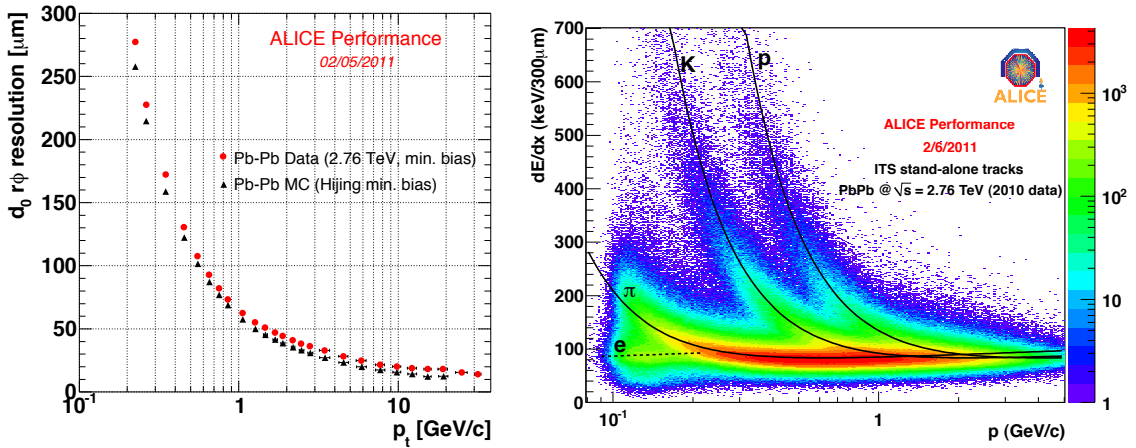 d₀ rϕ resolution [μm]
300
250
200
150
100
50
0
ALICE Performance
02/05/2011
Pb-Pb Data (2.76 TeV, min. bias)
Pb-Pb MC (Hijing min. bias)
10⁻¹
1
10
pₜ [GeV/c]
dE/dx (keV/300μm)
700
600
500
400
300
200
100
0
K
p
π
e
ALICE
ALICE Performance
2/6/2011
ITS stand-alone tracks
PbPb @ √s = 2.76 TeV (2010 data)
10⁻¹
1
p (GeV/c)
10³
10²
10
1